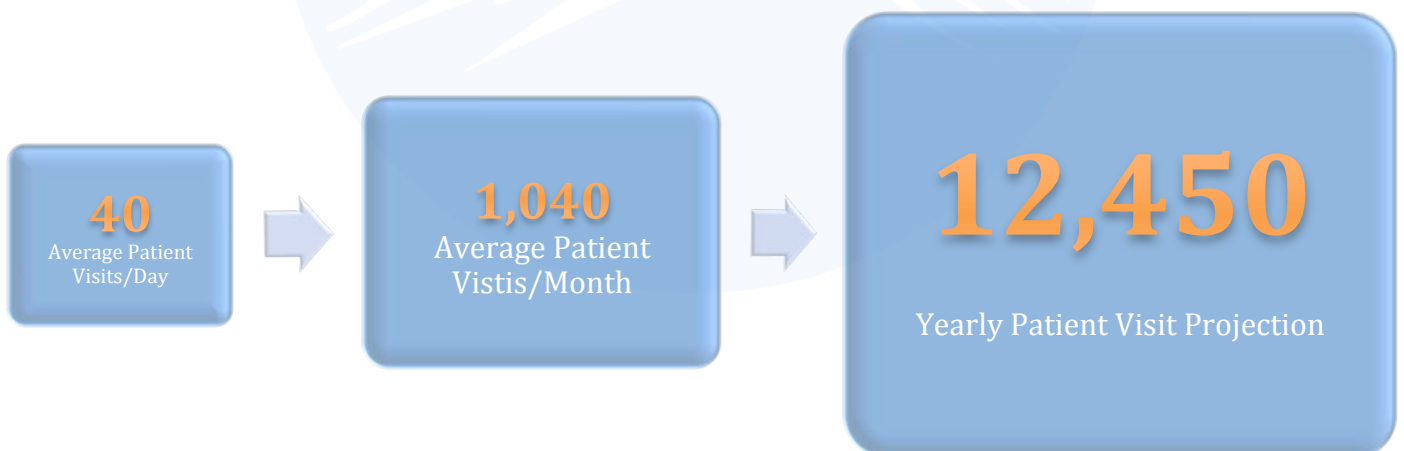 40
Average Patient
Visits/Day
1,040
Average Patient
Vistis/Month
12,450
Yearly Patient Visit Projection